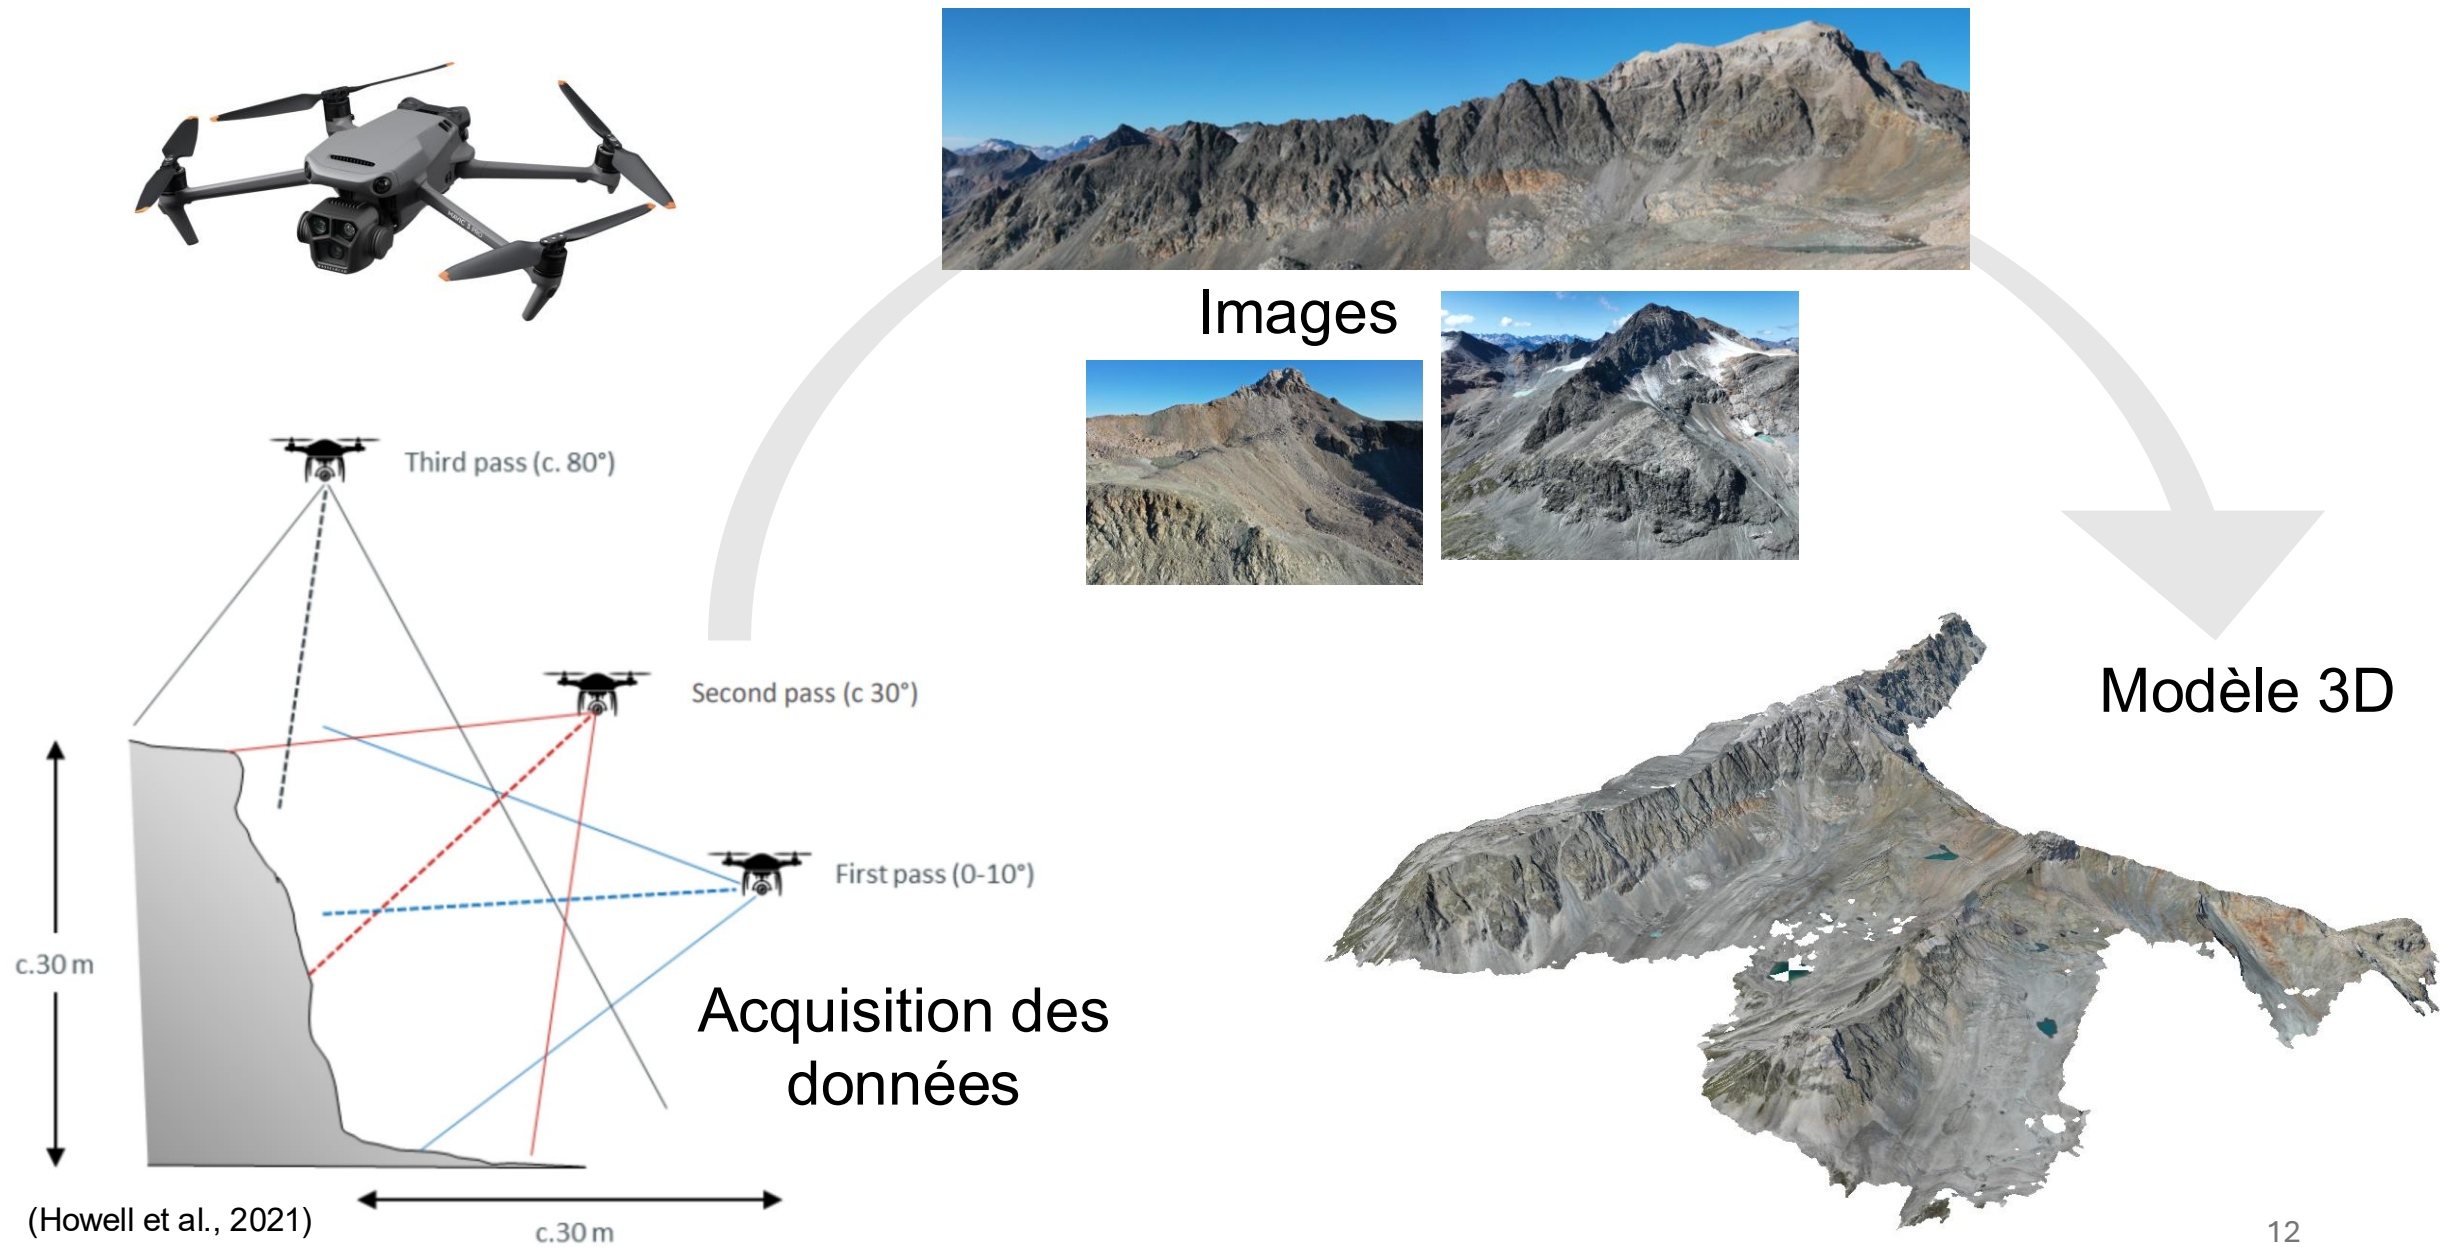 Images
Third pass (c. 80°)
Second pass (c 30°)
Modèle 3D
First pass (0-10°)
c.30 m
Acquisition des
données
(Howell et al., 2021)
c.30 m
12